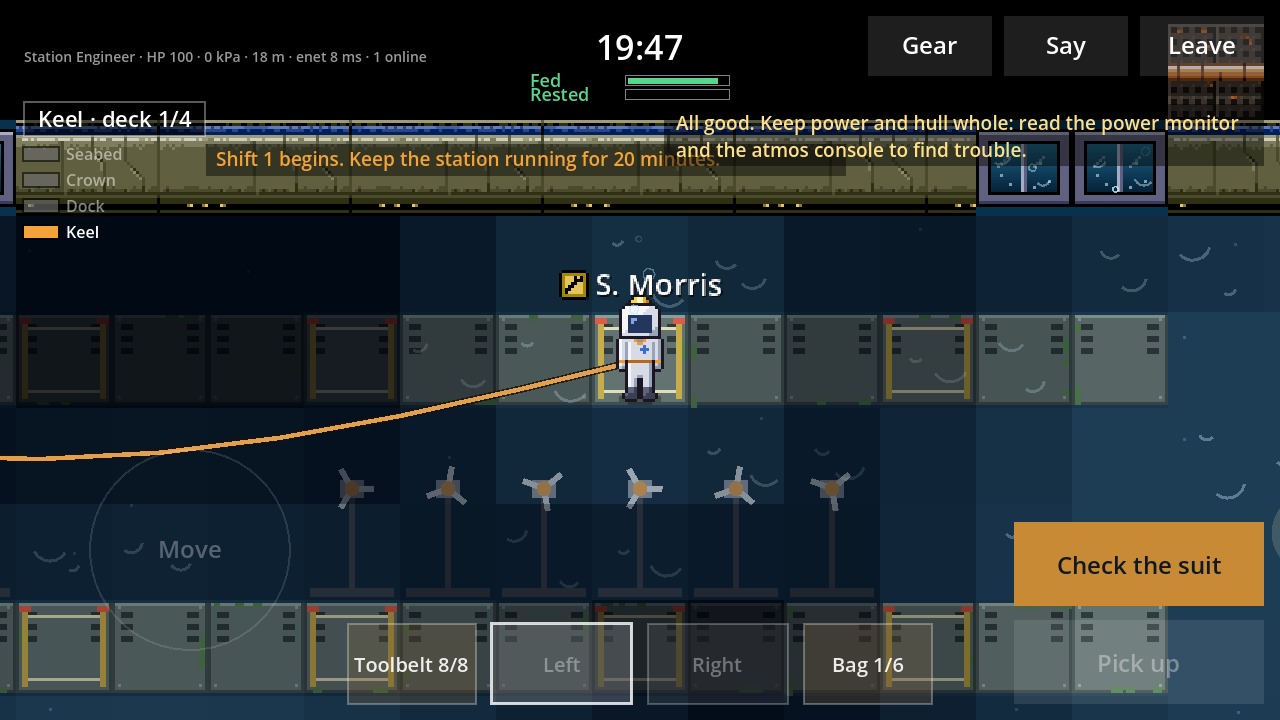 19:47
Gear
Say
Leave
Station Engineer · HP 100 · 0 kPa · 18 m · enet 8 ms · 1 online
Fed
Rested
Keel · deck 1/4
All good. Keep power and hull whole: read the power monitor
and the atmos console to find trouble.
Shift 1 begins. Keep the station running for 20 minutes.
Seabed
Crown
Dock
Keel
S. Morris
Move
Check the suit
Toolbelt 8/8
Left
Right
Bag 1/6
Pick up